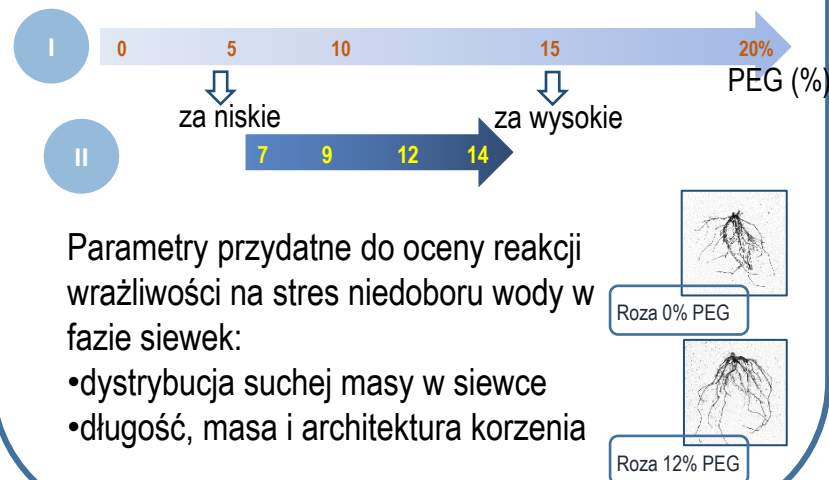 I
0 5 10 15 20%
PEG (%)
za niskie za wysokie
II
7 9 12 14
Parametry przydatne do oceny reakcji
wrażliwości na stres niedoboru wody w
fazie siewek:
•dystrybucja suchej masy w siewce
•długość, masa i architektura korzenia
Roza 0% PEG
Roza 12% PEG